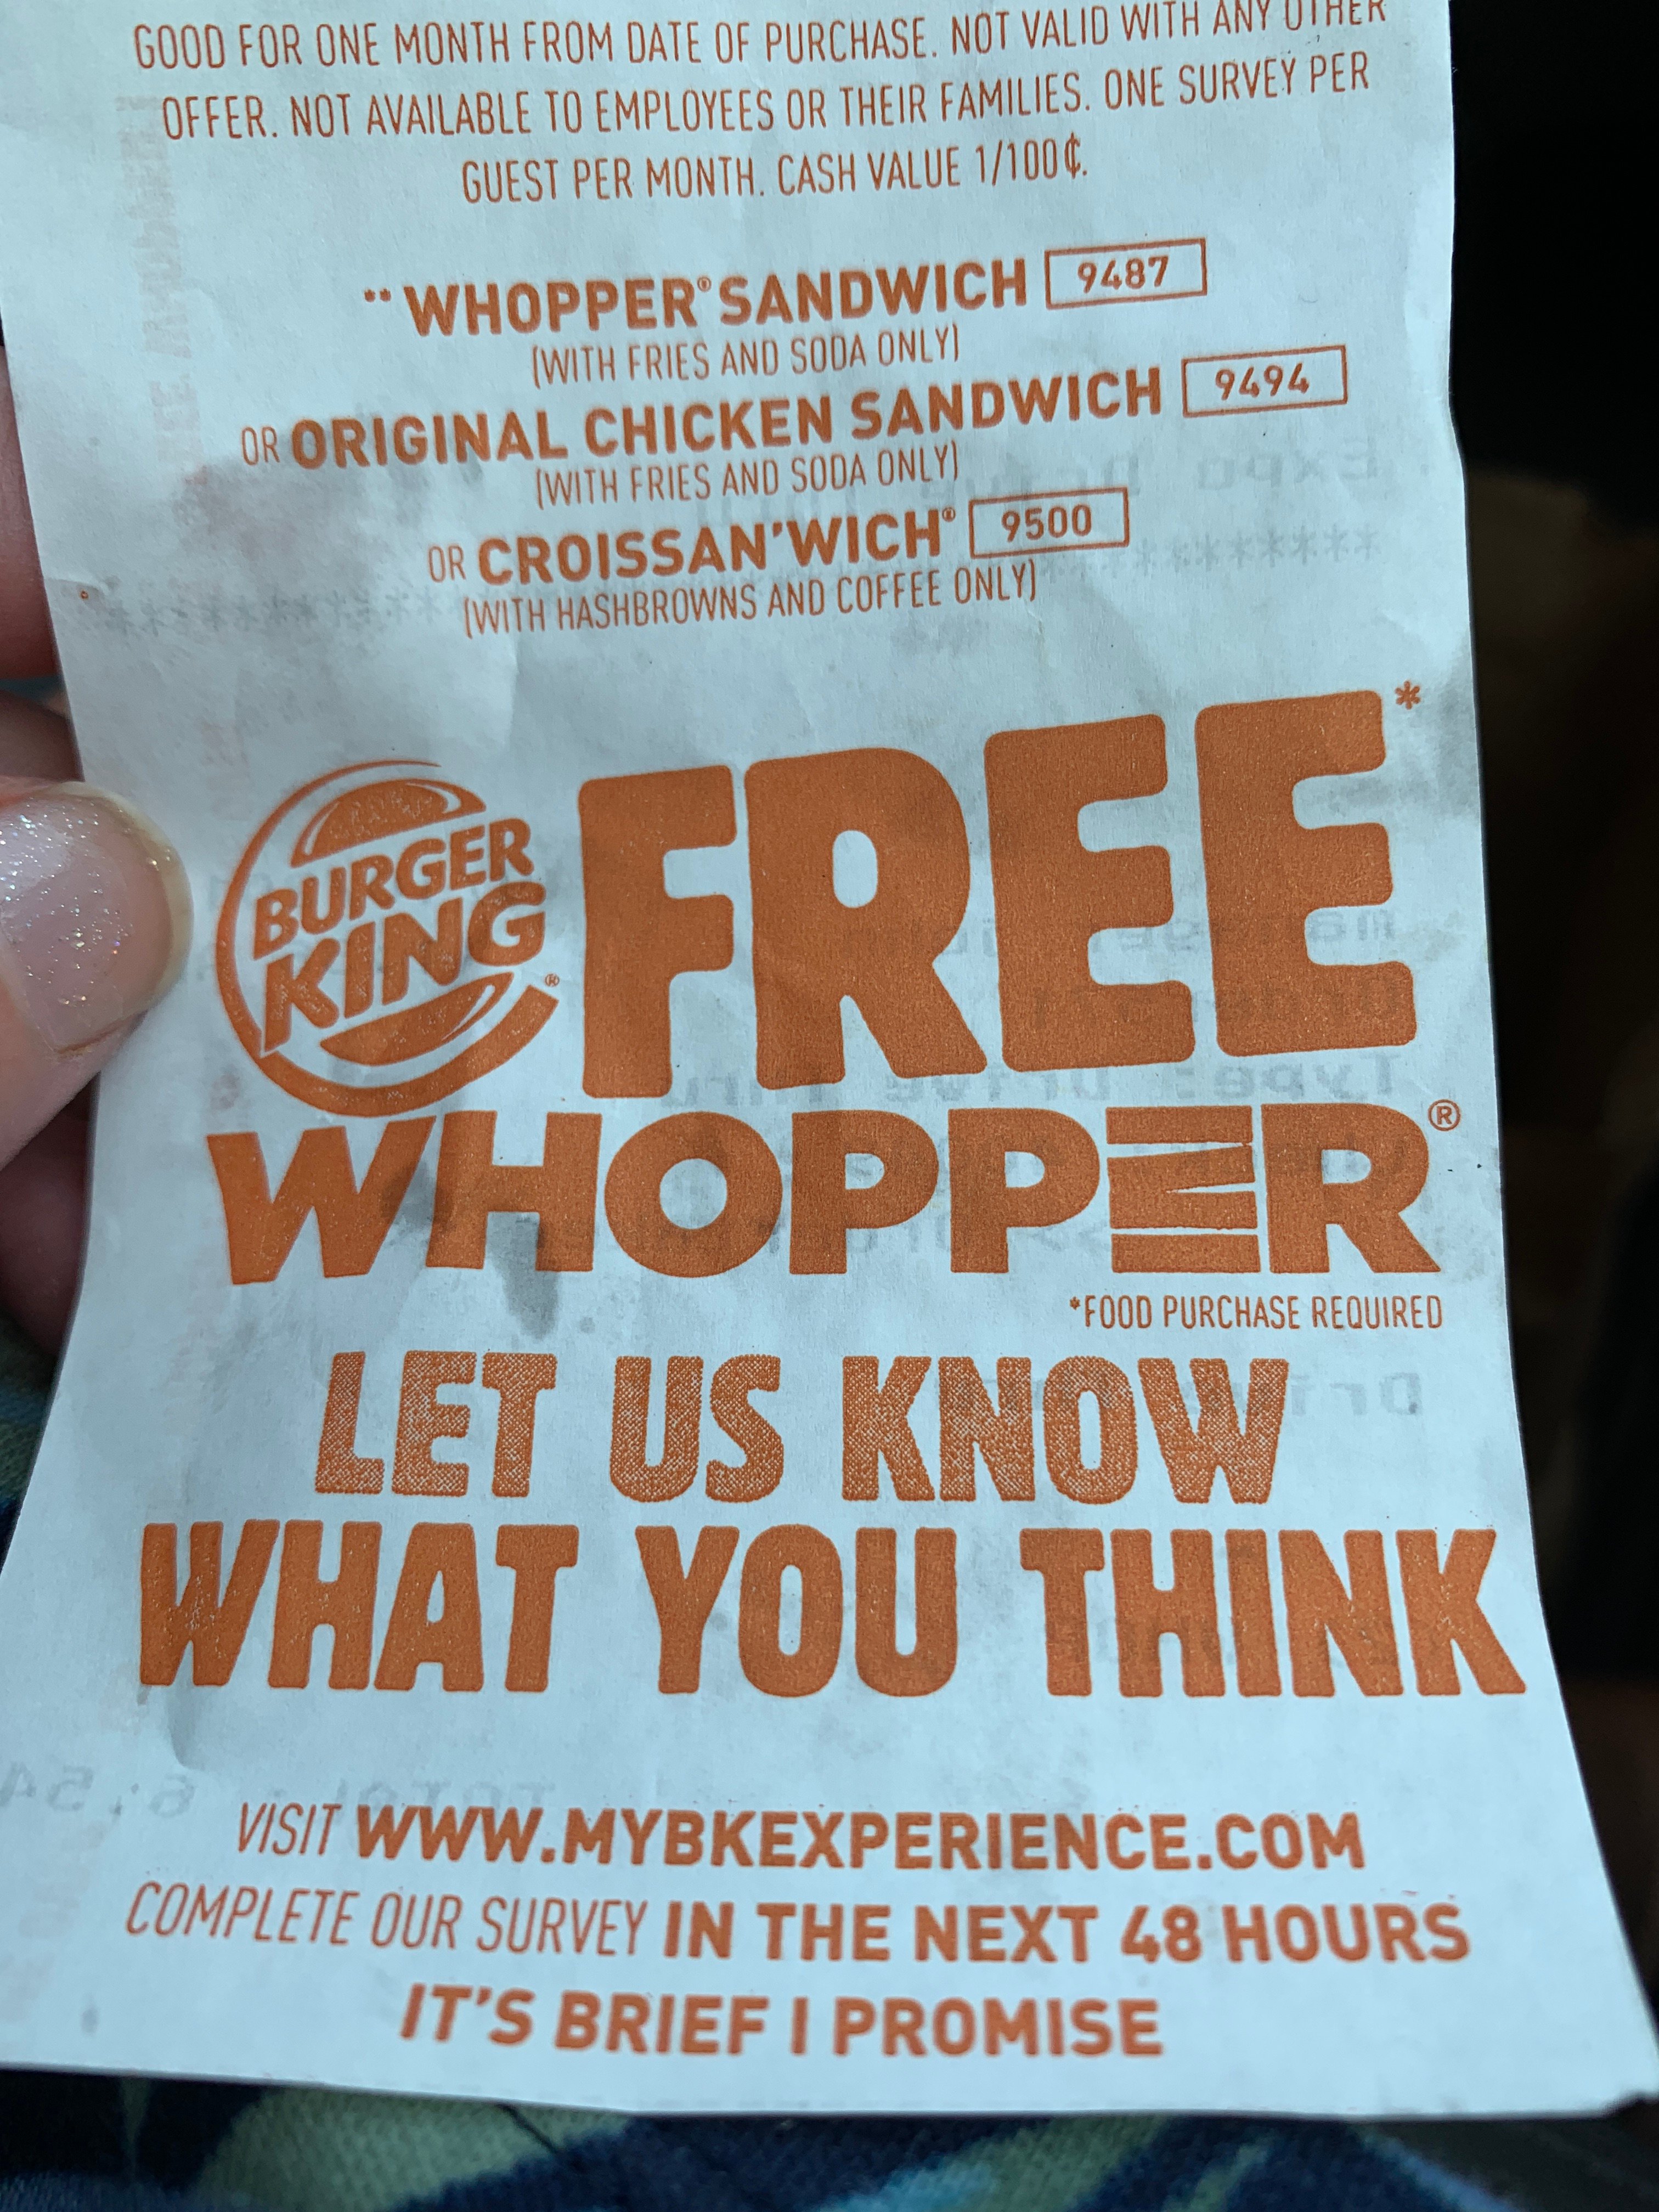 GOOD FOR ONE MONTH FROM DATE OF PURCHASE. NOT VALID WITH ANY OTHER
OFFER. NOT AVAILABLE TO EMPLOYEES OR THEIR FAMILIES. ONE SURVEY PER
GUEST PER MONTH. CASH VALUE 1/100¢.
**WHOPPER® SANDWICH 9487
(WITH FRIES AND SODA ONLY)
OR ORIGINAL CHICKEN SANDWICH 9494
(WITH FRIES AND SODA ONLY)
OR CROISSAN'WICH® 9500
(WITH HASHBROWNS AND COFFEE ONLY)
BURGER
KING®
FREE*
WHOPPER®
*FOOD PURCHASE REQUIRED
LET US KNOW
WHAT YOU THINK
VISIT WWW.MYBKEXPERIENCE.COM
COMPLETE OUR SURVEY IN THE NEXT 48 HOURS
IT'S BRIEF I PROMISE